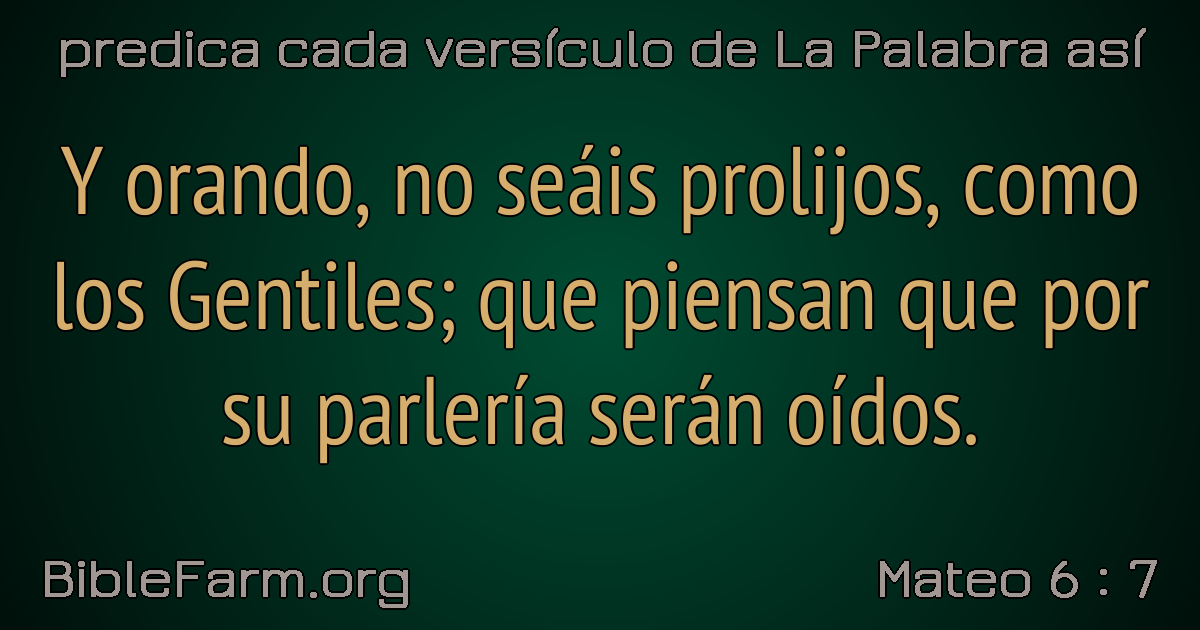 predica cada versículo de La Palabra así
Y orando, no seáis prolijos, como
los Gentiles; que piensan que por
su parlería serán oídos.
BibleFarm.org
Mateo 6 : 7